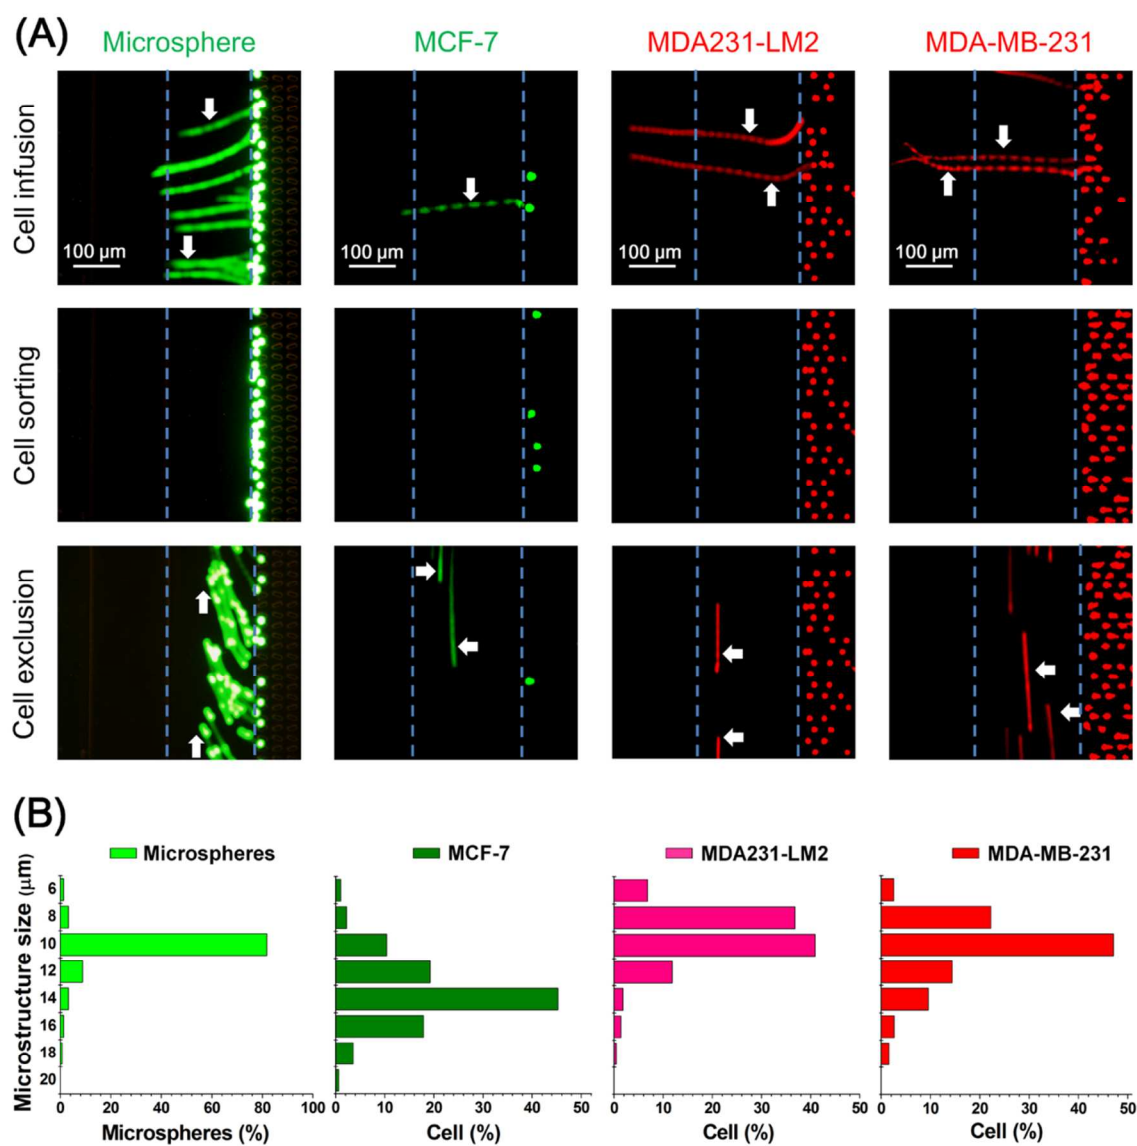 (A)
Microsphere MCF-7 MDA231-LM2 MDA-MB-231
Cell infusion
100 µm 100 µm 100 µm 100 µm
Cell sorting
Cell exclusion
(B)
Microspheres MCF-7 MDA231-LM2 MDA-MB-231
Microstructure size (µm)
6
8
10
12
14
16
18
20
0 20 40 60 80 100 0 10 20 30 40 50 0 10 20 30 40 50 0 10 20 30 40 50
Microspheres (%) Cell (%) Cell (%) Cell (%)